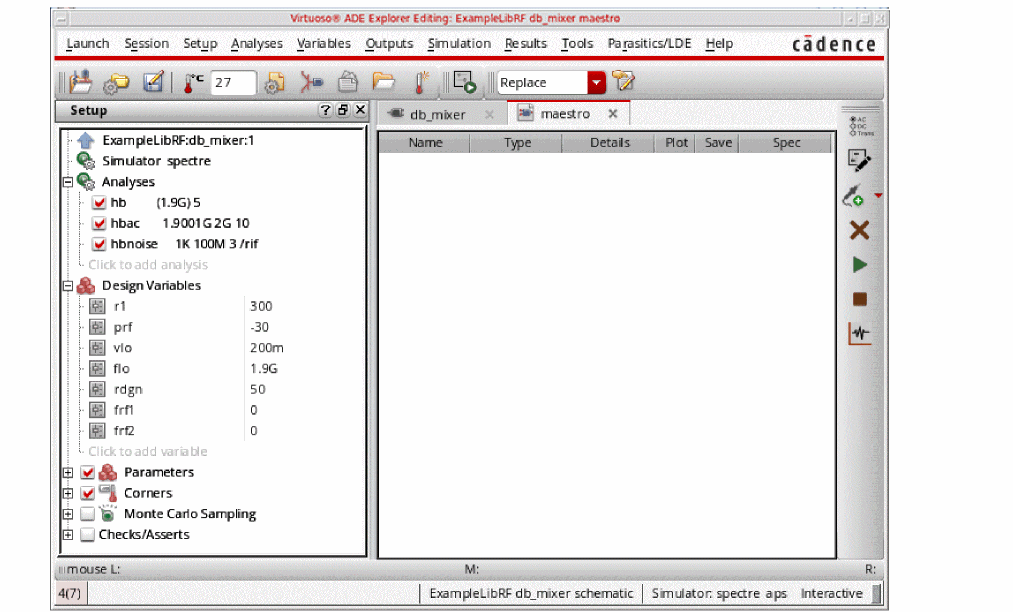 Virtuoso® ADE Explorer Editing: ExampleLibRF db_mixer maestro
Launch Session Setup Analyses Variables Outputs Simulation Results Tools Parasitics/LDE Help cādence
°C 27 Replace
Setup
db_mixer maestro
Name Type Details Plot Save Spec
AC
DC
Trans
ExampleLibRF:db_mixer:1
Simulator spectre
Analyses
hb (1.9G) 5
hbac 1.9001G 2G 10
hbnoise 1K 100M 3 /rif
Click to add analysis
Design Variables
r1 300
prf -30
vlo 200m
flo 1.9G
rdgn 50
frf1 0
frf2 0
Click to add variable
Parameters
Corners
Monte Carlo Sampling
Checks/Asserts
mouse L: M: R:
4(7) ExampleLibRF db_mixer schematic Simulator: spectre aps Interactive